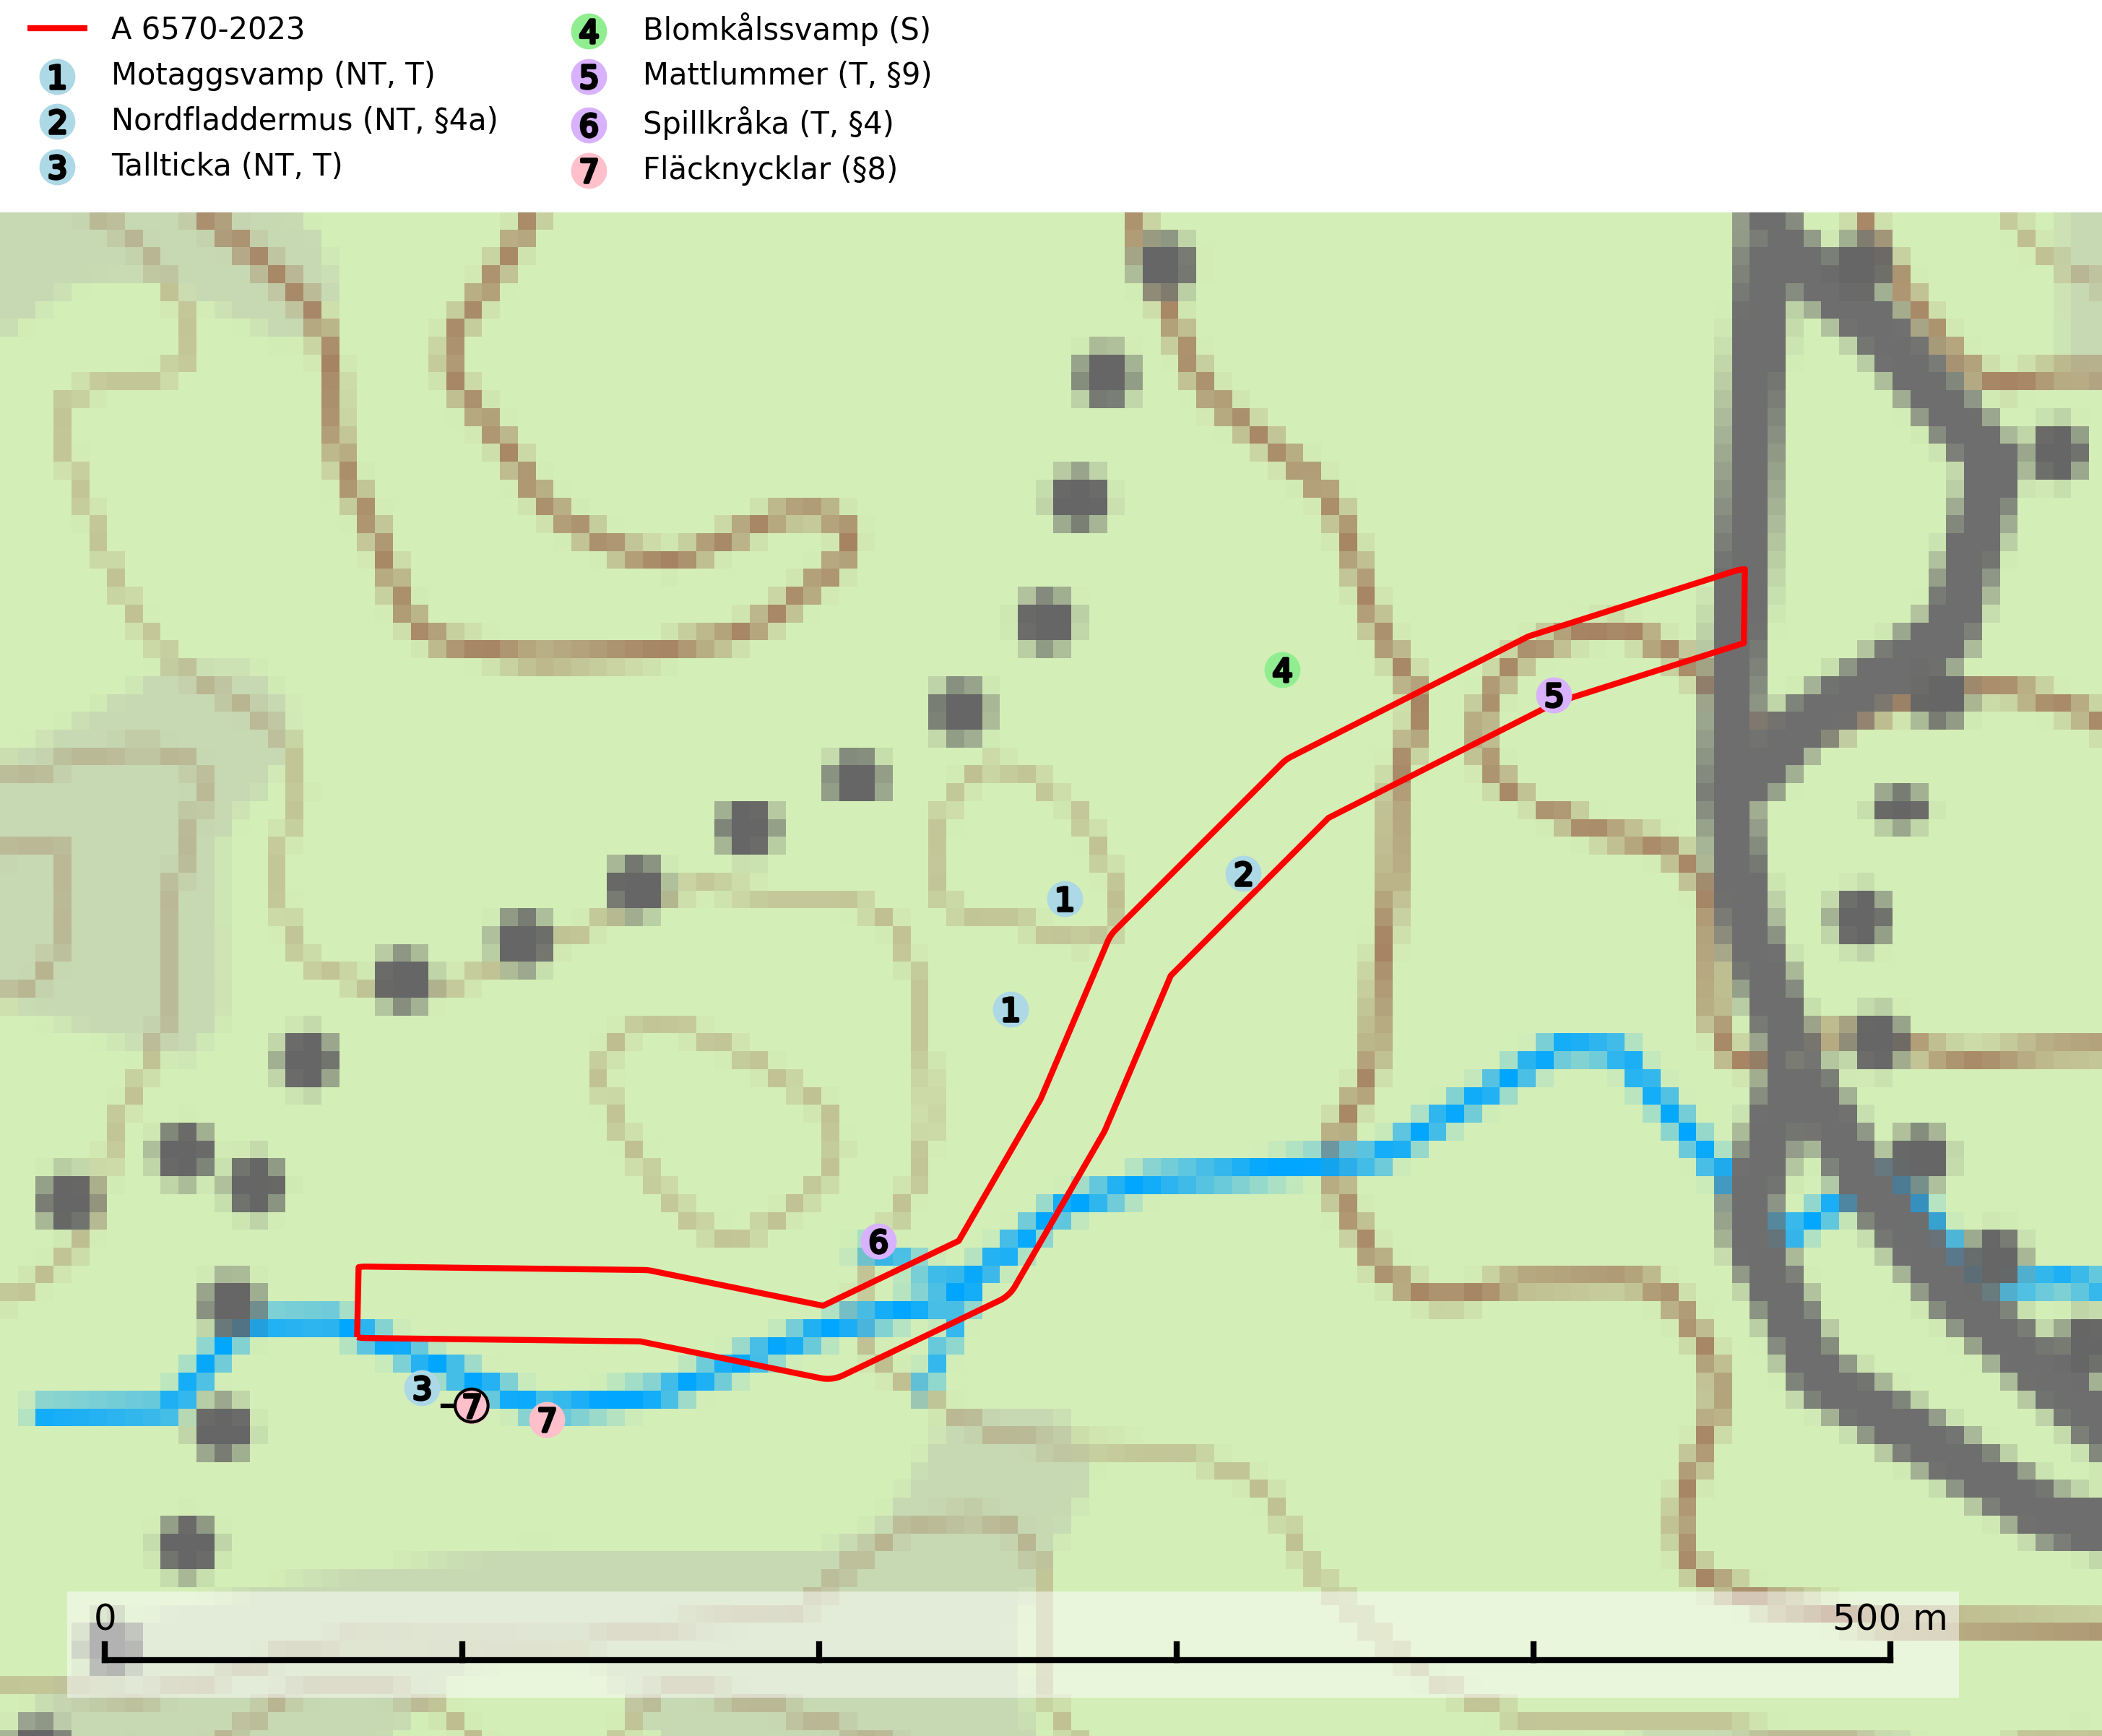 A 6570-2023
1 Motaggsvamp (NT, T)
2 Nordfladdermus (NT, §4a)
3 Tallticka (NT, T)
4 Blomkålssvamp (S)
5 Mattlummer (T, §9)
6 Spillkråka (T, §4)
7 Fläcknycklar (§8)
4
5
2
1
1
6
3
7
7
0 500 m